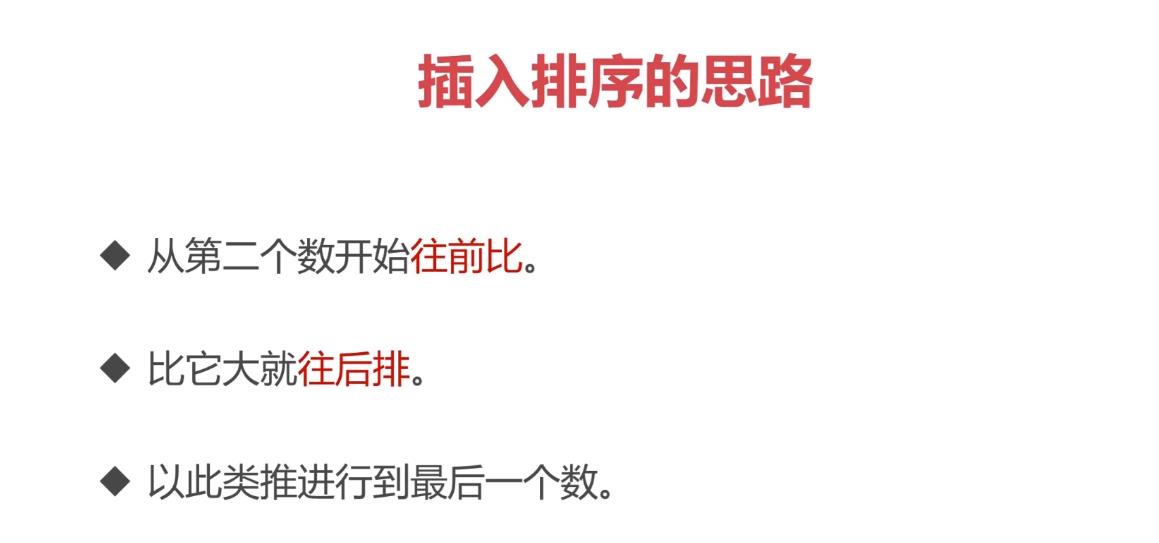 插入排序的思路
◆ 从第二个数开始往前比。
◆ 比它大就往后排。
◆ 以此类推进行到最后一个数。